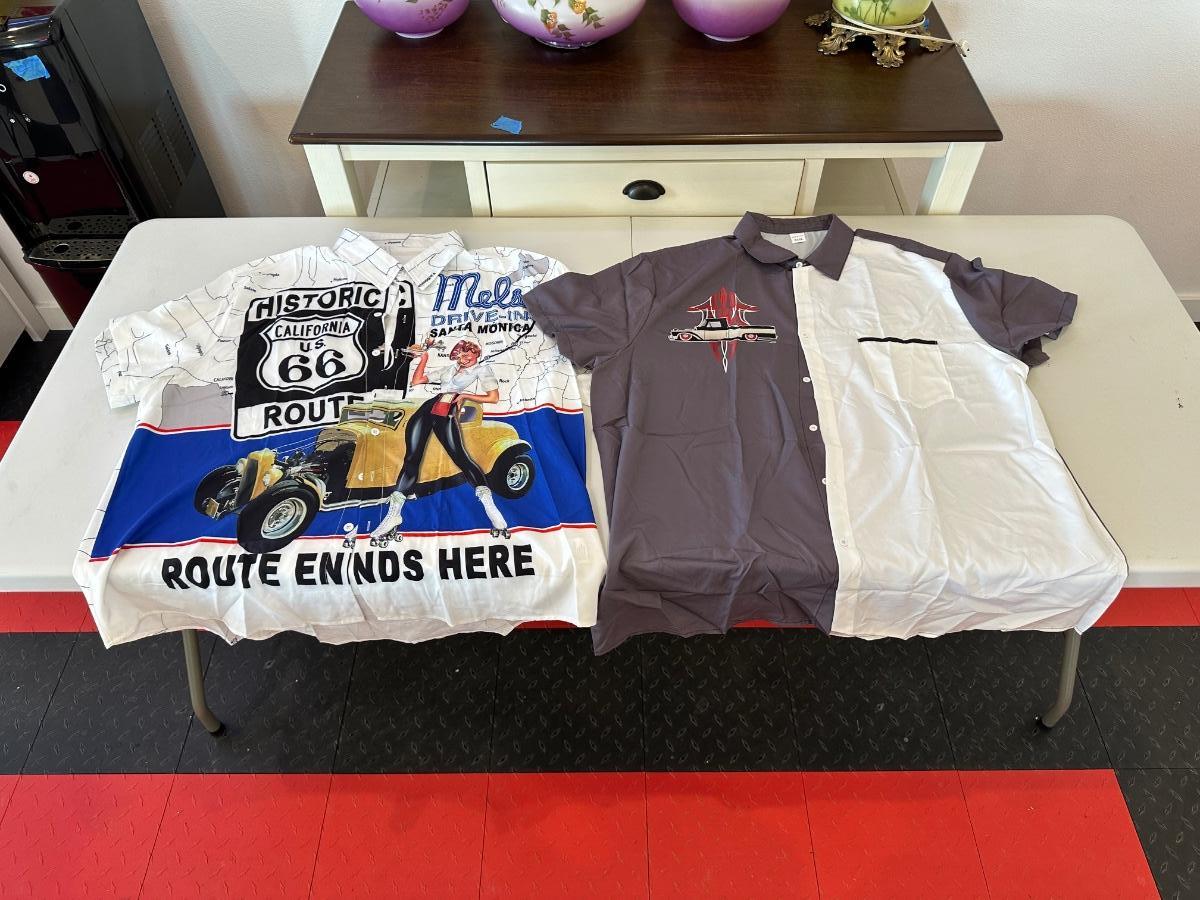 HISTORIC
CALIFORNIA
U.S.
66
ROUTE
Mels
DRIVE-IN
SANTA MONICA
ROUTE ENNDS HERE